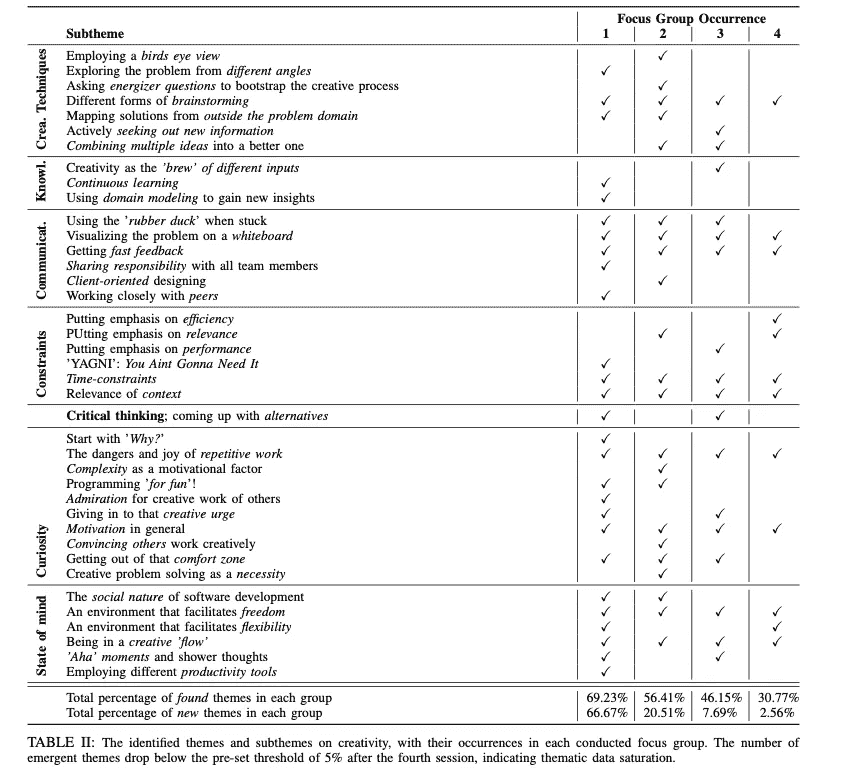 Focus Group Occurrence
Subtheme 1 2 3 4
Crea. Techniques
Employing a birds eye view ✓
Exploring the problem from different angles ✓
Asking energizer questions to bootstrap the creative process ✓
Different forms of brainstorming ✓ ✓ ✓ ✓
Mapping solutions from outside the problem domain ✓ ✓
Actively seeking out new information ✓
Combining multiple ideas into a better one ✓ ✓
Knowl.
Creativity as the 'brew' of different inputs ✓
Continuous learning ✓
Using domain modeling to gain new insights ✓
Communicat.
Using the 'rubber duck' when stuck ✓ ✓ ✓
Visualizing the problem on a whiteboard ✓ ✓ ✓ ✓
Getting fast feedback ✓ ✓ ✓ ✓
Sharing responsibility with all team members ✓
Client-oriented designing ✓
Working closely with peers ✓
Constraints
Putting emphasis on efficiency ✓
PUtting emphasis on relevance ✓ ✓
Putting emphasis on performance ✓
'YAGNI': You Aint Gonna Need It ✓
Time-constraints ✓ ✓ ✓ ✓
Relevance of context ✓ ✓ ✓ ✓
Critical thinking; coming up with alternatives ✓ ✓
Curiosity
Start with 'Why?' ✓
The dangers and joy of repetitive work ✓ ✓ ✓ ✓
Complexity as a motivational factor ✓
Programming 'for fun'! ✓ ✓
Admiration for creative work of others ✓
Giving in to that creative urge ✓ ✓
Motivation in general ✓ ✓ ✓ ✓
Convincing others work creatively ✓
Getting out of that comfort zone ✓ ✓ ✓
Creative problem solving as a necessity ✓
State of mind
The social nature of software development ✓ ✓
An environment that facilitates freedom ✓ ✓ ✓ ✓
An environment that facilitates flexibility ✓ ✓
Being in a creative 'flow' ✓ ✓ ✓ ✓
'Aha' moments and shower thoughts ✓ ✓
Employing different productivity tools ✓
Total percentage of found themes in each group 69.23% 56.41% 46.15% 30.77%
Total percentage of new themes in each group 66.67% 20.51% 7.69% 2.56%
TABLE II: The identified themes and subthemes on creativity, with their occurrences in each conducted focus group. The number of
emergent themes drop below the pre-set threshold of 5% after the fourth session, indicating thematic data saturation.